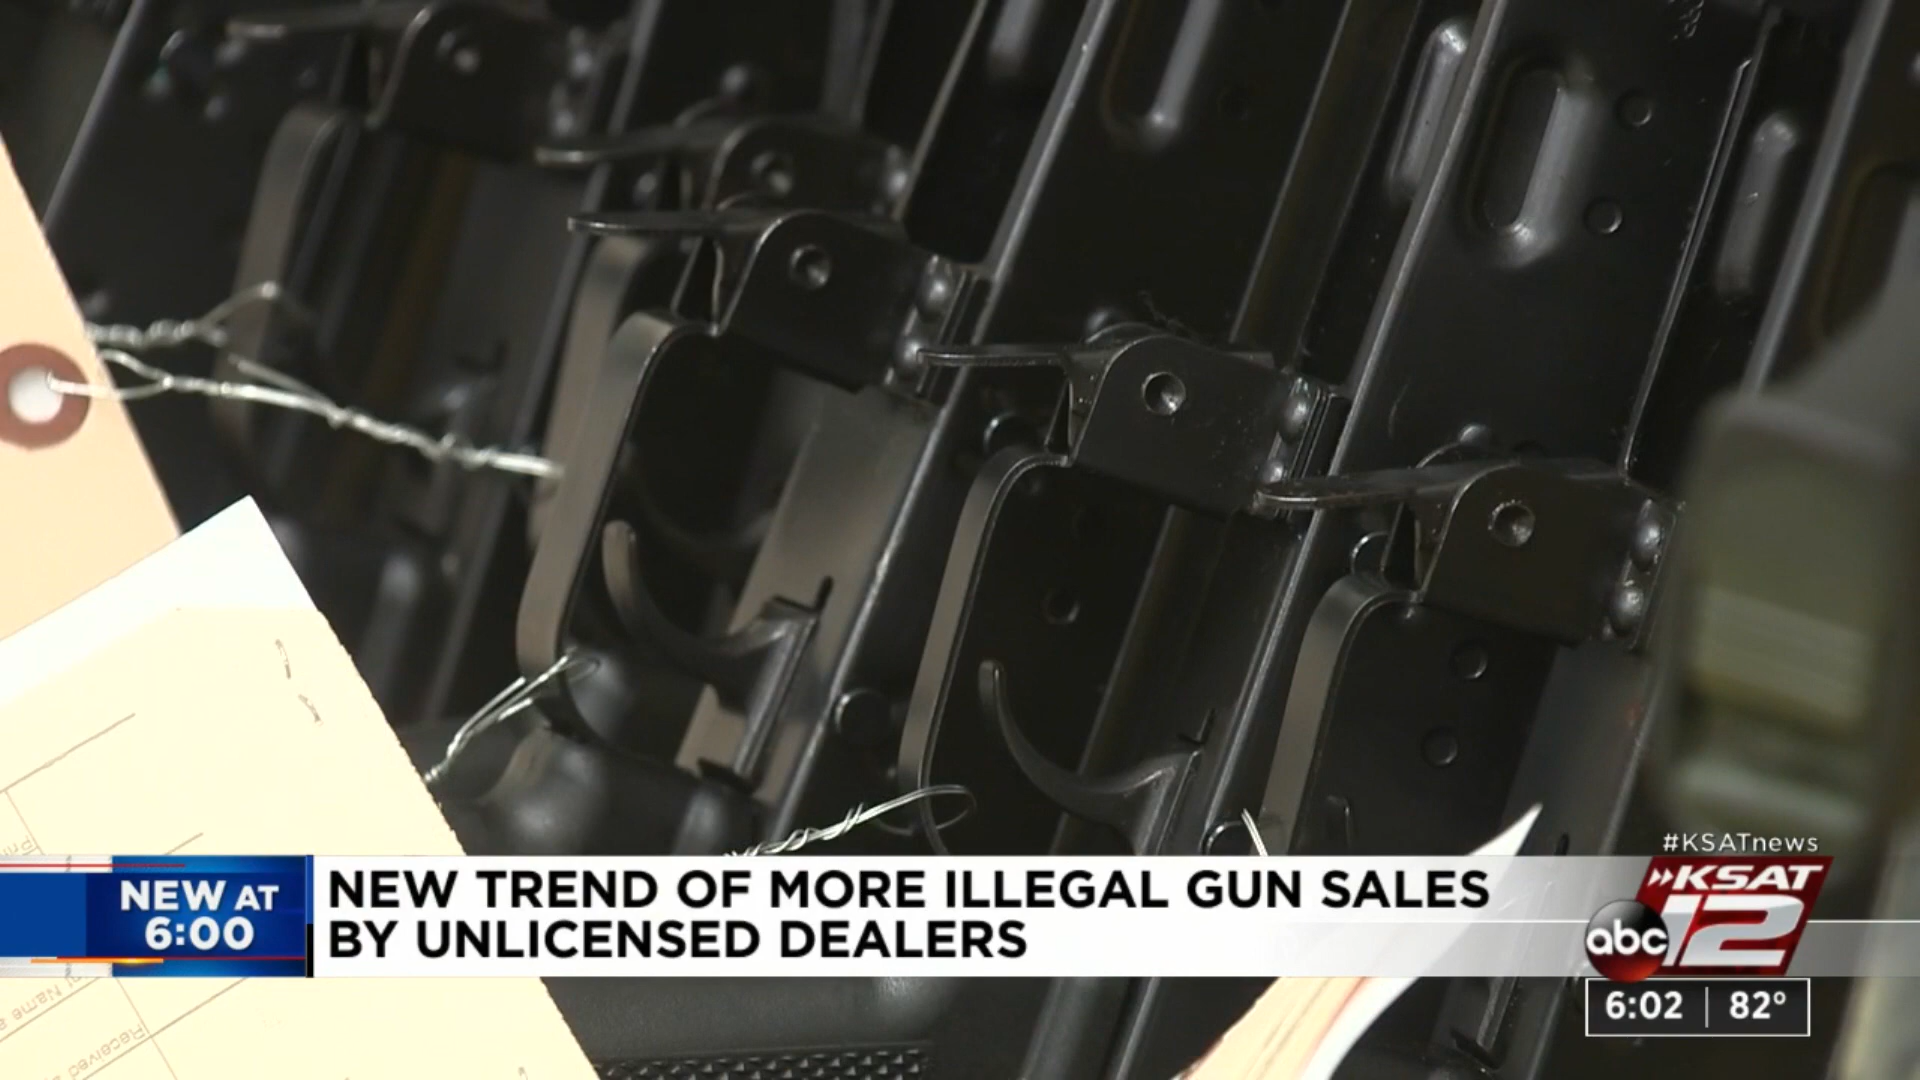 #KSATnews
NEW AT
6:00
NEW TREND OF MORE ILLEGAL GUN SALES
BY UNLICENSED DEALERS
KSAT
12
abc
6:02 82°
Received